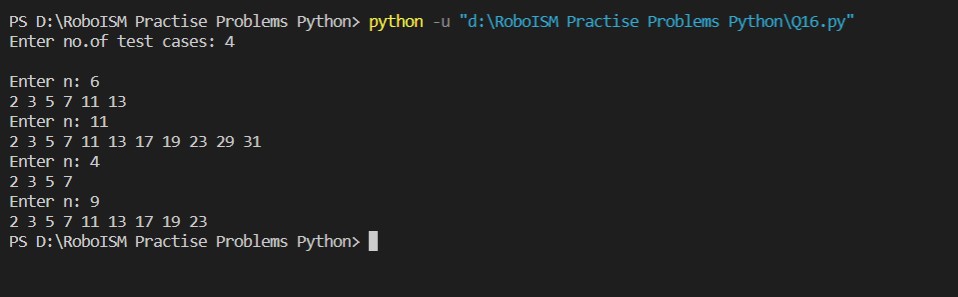 PS D:\RoboISM Practise Problems Python> python -u "d:\RoboISM Practise Problems Python\Q16.py"
Enter no.of test cases: 4
Enter n: 6
2 3 5 7 11 13
Enter n: 11
2 3 5 7 11 13 17 19 23 29 31
Enter n: 4
2 3 5 7
Enter n: 9
2 3 5 7 11 13 17 19 23
PS D:\RoboISM Practise Problems Python>